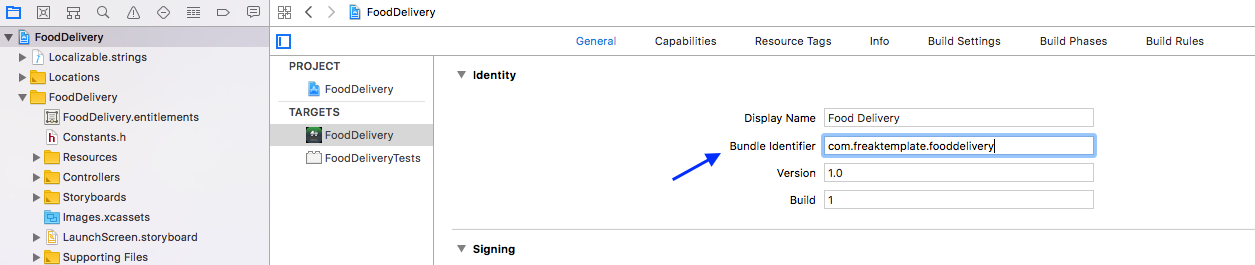 FoodDelivery
General Capabilities Resource Tags Info Build Settings Build Phases Build Rules
FoodDelivery
Localizable.strings
Locations
FoodDelivery
FoodDelivery.entitlements
Constants.h
Resources
Controllers
Storyboards
Images.xcassets
LaunchScreen.storyboard
Supporting Files
PROJECT
FoodDelivery
TARGETS
FoodDelivery
FoodDeliveryTests
Identity
Display Name Food Delivery
Bundle Identifier com.freaktemplate.fooddelivery
Version 1.0
Build 1
Signing